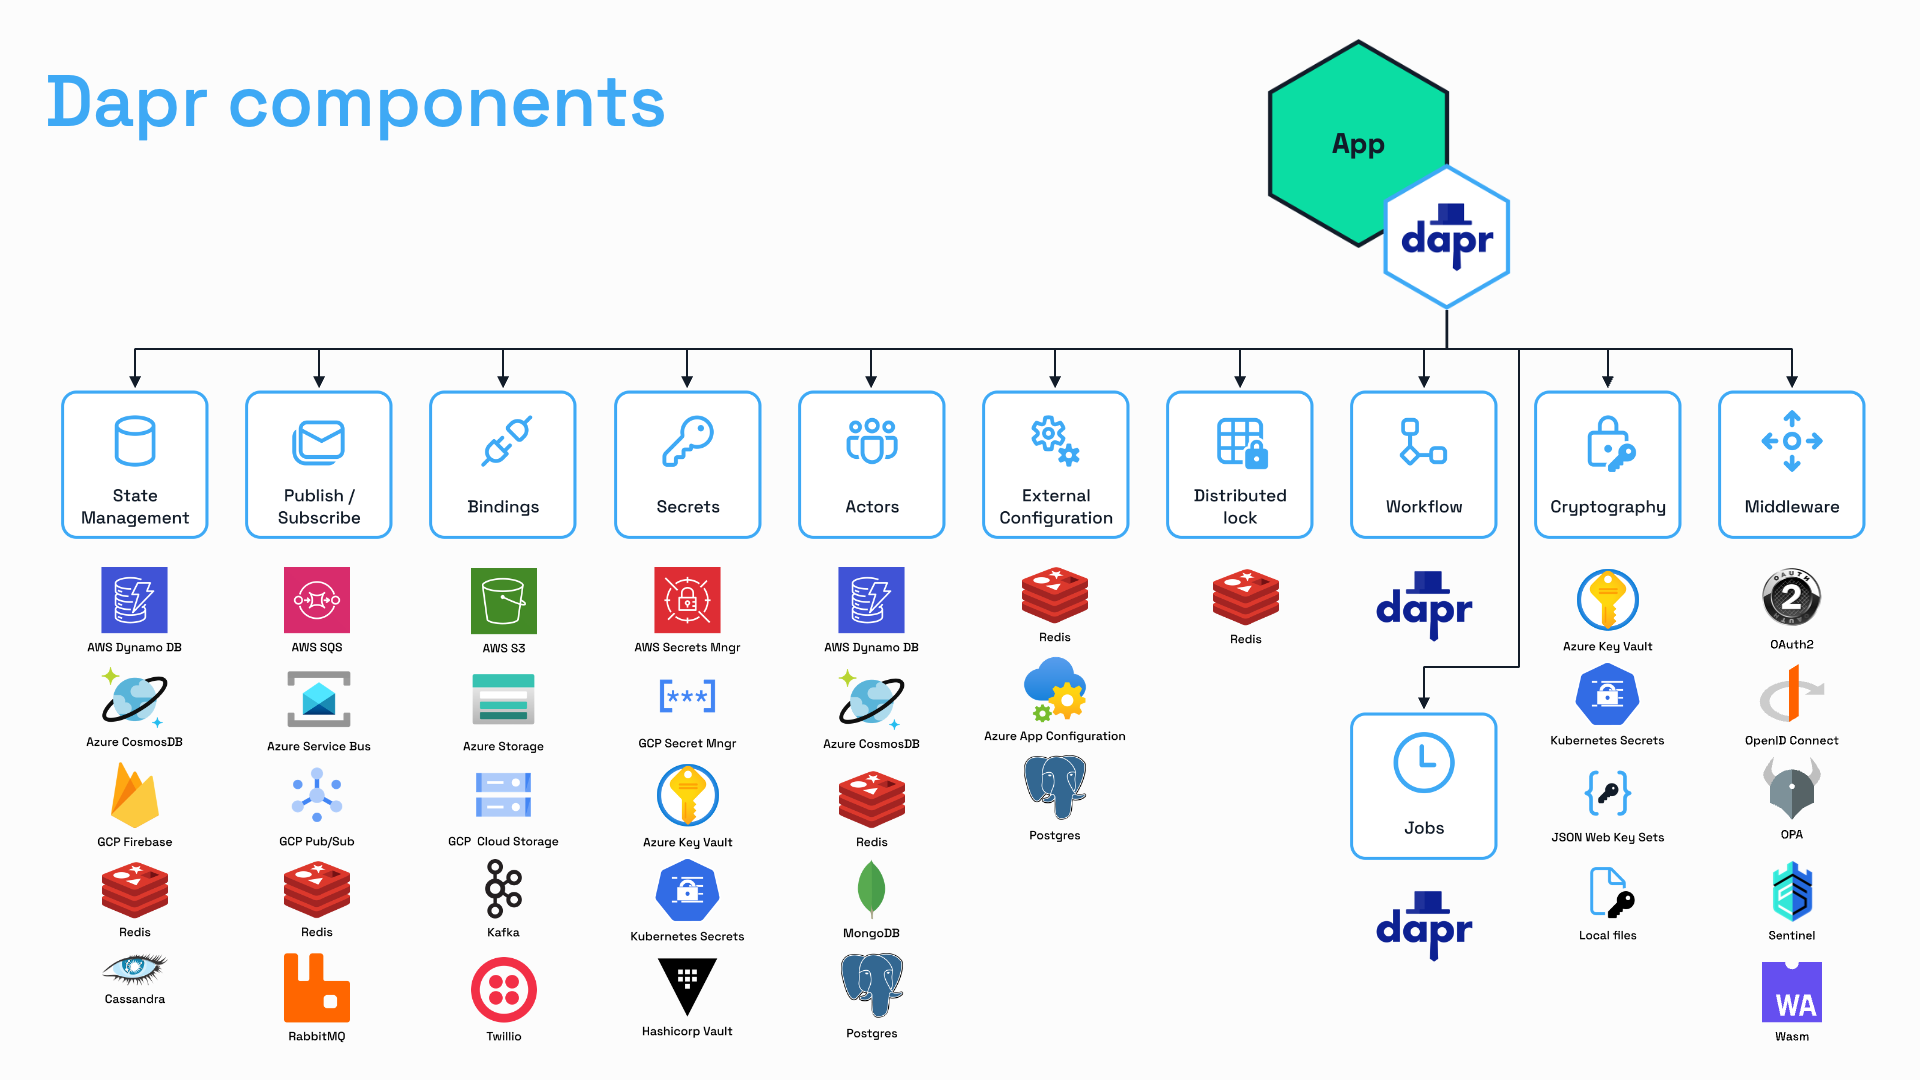 Dapr components
App
dapr
State
Management
Publish /
Subscribe
Bindings
Secrets
Actors
External
Configuration
Distributed
lock
Workflow
Cryptography
Middleware
AWS Dynamo DB
Azure CosmosDB
GCP Firebase
Redis
Cassandra
AWS SQS
Azure Service Bus
GCP Pub/Sub
Redis
RabbitMQ
AWS S3
Azure Storage
GCP Cloud Storage
Kafka
Twillio
AWS Secrets Mngr
[***]
GCP Secret Mngr
Azure Key Vault
Kubernetes Secrets
Hashicorp Vault
AWS Dynamo DB
Azure CosmosDB
Redis
MongoDB
Postgres
Redis
Azure App Configuration
Postgres
Redis
dapr
Jobs
dapr
Azure Key Vault
Kubernetes Secrets
JSON Web Key Sets
Local files
OAUTH
2
OAuth2
OpenID Connect
OPA
Sentinel
WA
Wasm